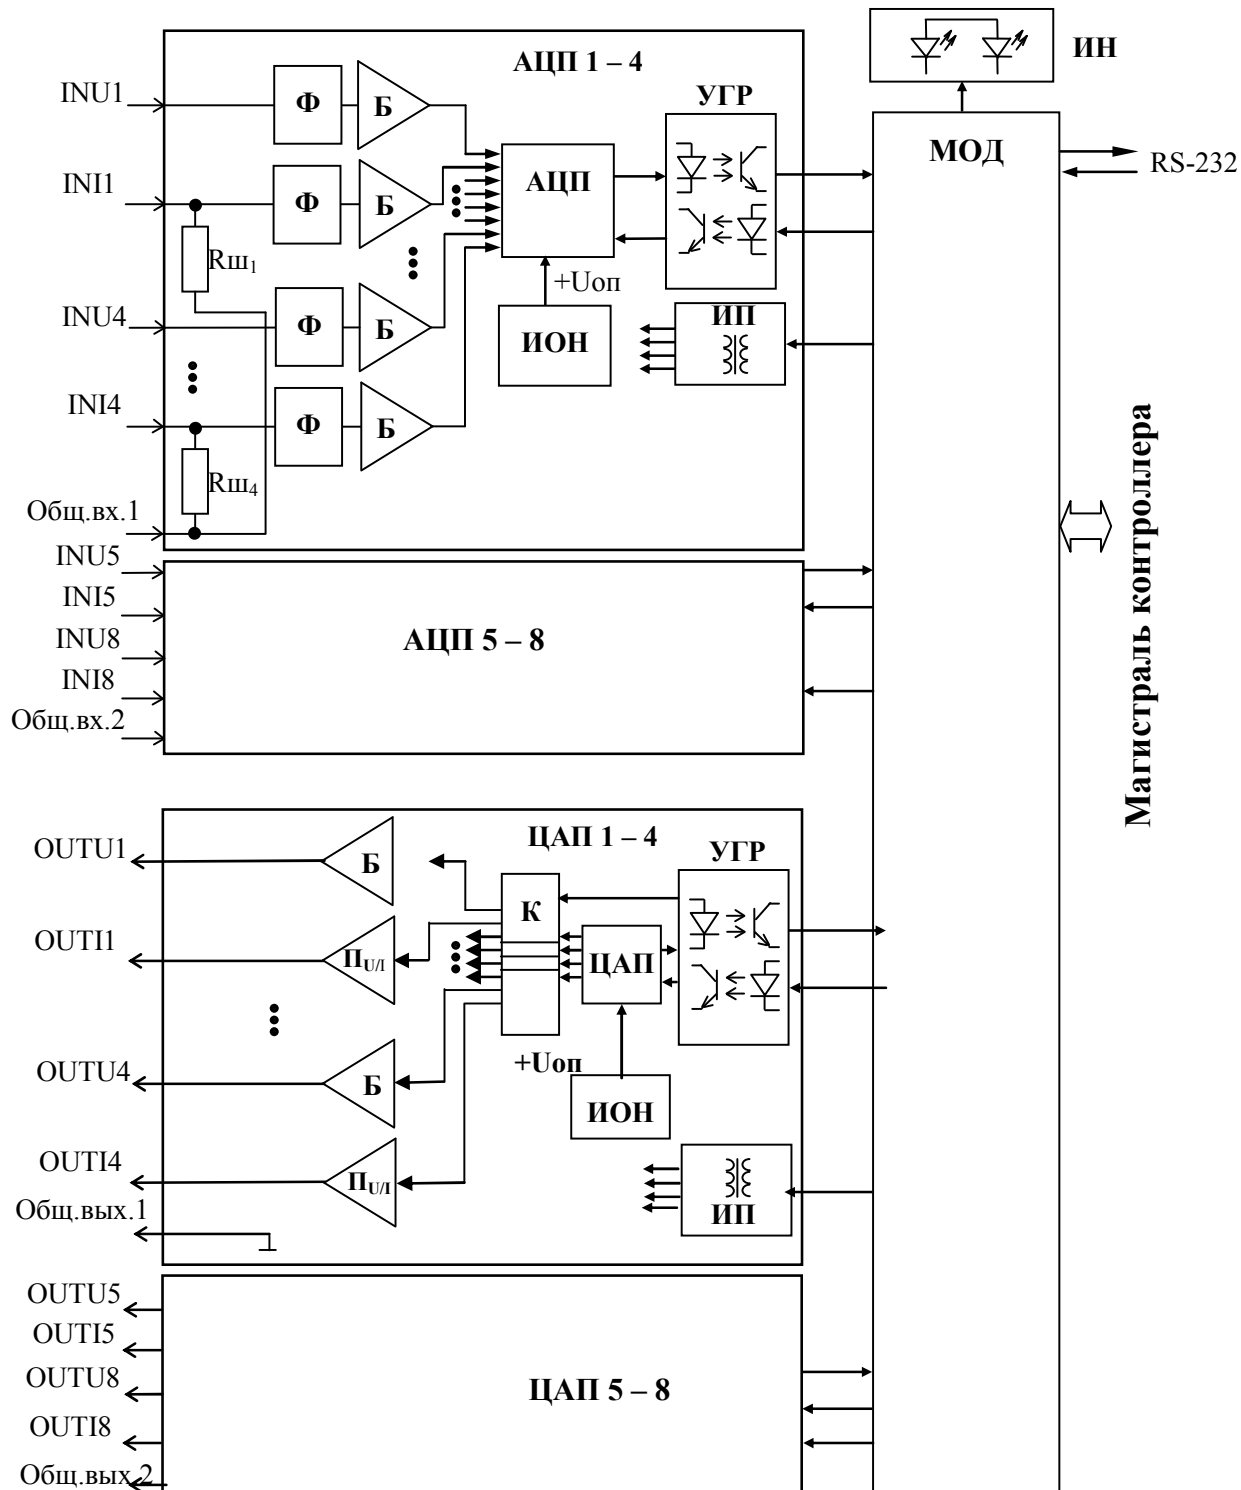 ИН
АЦП 1 – 4
INU1
Ф
Б
УГР
МОД
RS-232
INI1
Ф
Б
АЦП
Rш1
+Uоп
INU4
Ф
Б
ИОН
ИП
INI4
Ф
Б
Rш4
Общ.вх.1
Магистраль контроллера
INU5
INI5
INU8
INI8
Общ.вх.2
АЦП 5 – 8
ЦАП 1 – 4
УГР
OUTU1
Б
К
OUTI1
ПU/I
ЦАП
+Uоп
OUTU4
Б
ИОН
OUTI4
ПU/I
ИП
Общ.вых.1
OUTU5
OUTI5
OUTU8
OUTI8
Общ.вых.2
ЦАП 5 – 8